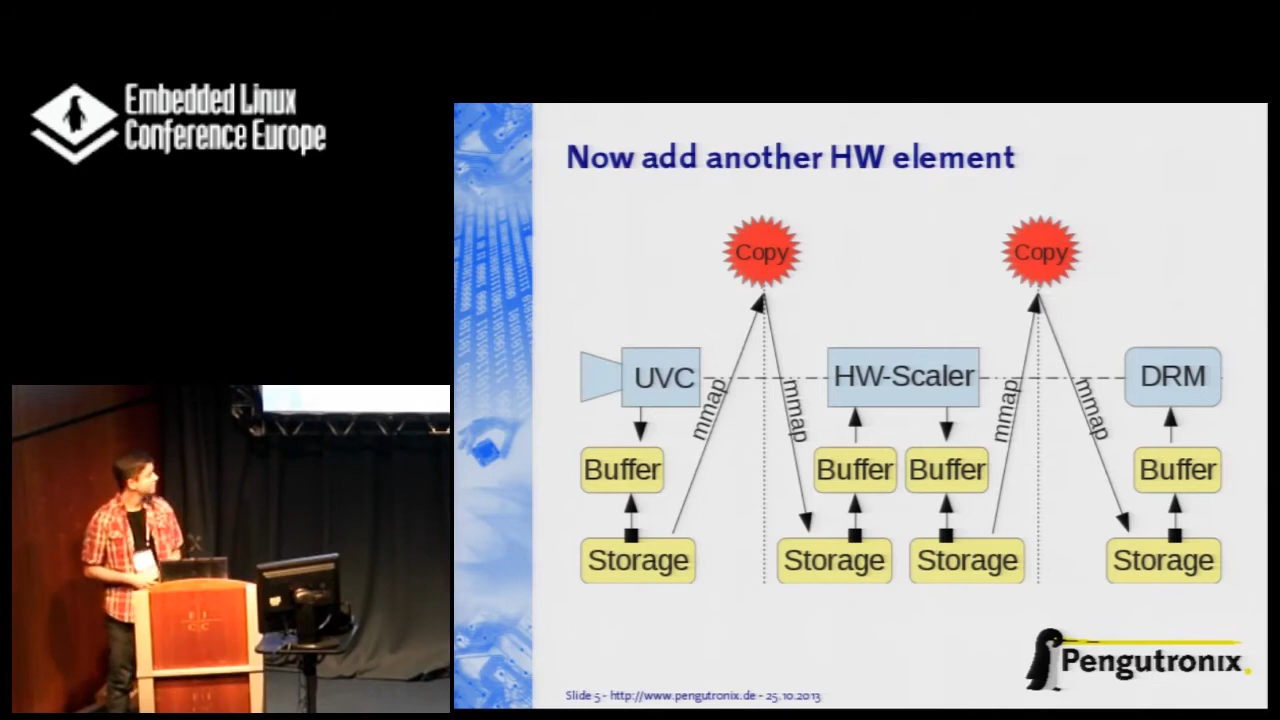 Embedded Linux
Conference Europe
Now add another HW element
Copy
Copy
UVC
HW-Scaler
DRM
mmap
mmap
mmap
mmap
Buffer
Buffer
Buffer
Buffer
Storage
Storage
Storage
Storage
Pengutronix.
Slide 5 - http://www.pengutronix.de - 25.10.2013